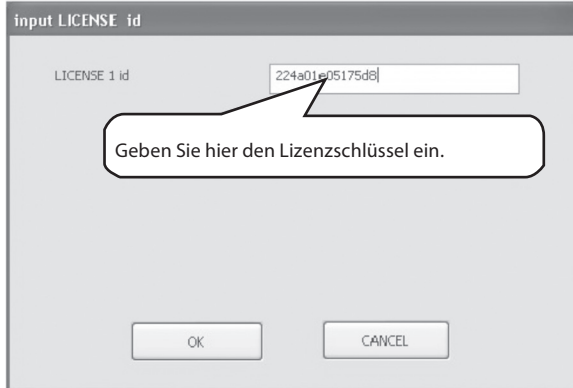 input LICENSE id
LICENSE 1 id 224a01e05175d8
Geben Sie hier den Lizenzschlüssel ein.
OK CANCEL